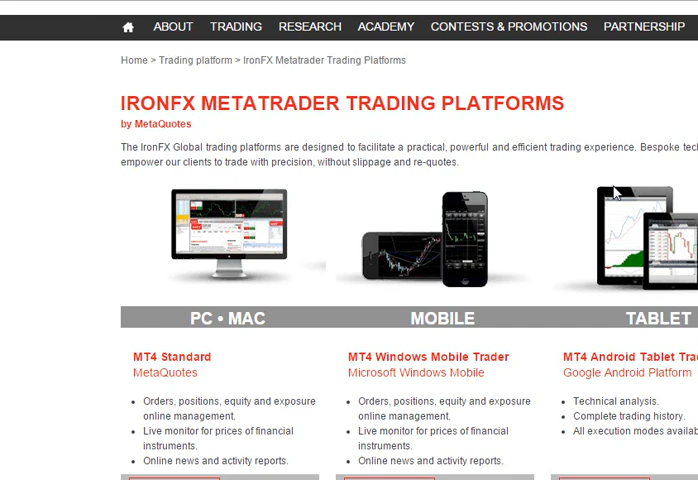 ABOUT TRADING RESEARCH ACADEMY CONTESTS & PROMOTIONS PARTNERSHIP
Home > Trading platform > IronFX Metatrader Trading Platforms
IRONFX METATRADER TRADING PLATFORMS
by MetaQuotes
The IronFX Global trading platforms are designed to facilitate a practical, powerful and efficient trading experience. Bespoke
empower our clients to trade with precision, without slippage and re-quotes.
PC • MAC
MT4 Standard
MetaQuotes
• Orders, positions, equity and exposure
online management.
• Live monitor for prices of financial
instruments.
• Online news and activity reports.
MOBILE
MT4 Windows Mobile Trader
Microsoft Windows Mobile
• Orders, positions, equity and exposure
online management.
• Live monitor for prices of financial
instruments.
• Online news and activity reports.
TABLET
MT4 Android Tablet
Google Android Platform
• Technical analysis.
• Complete trading history.
• All execution modes